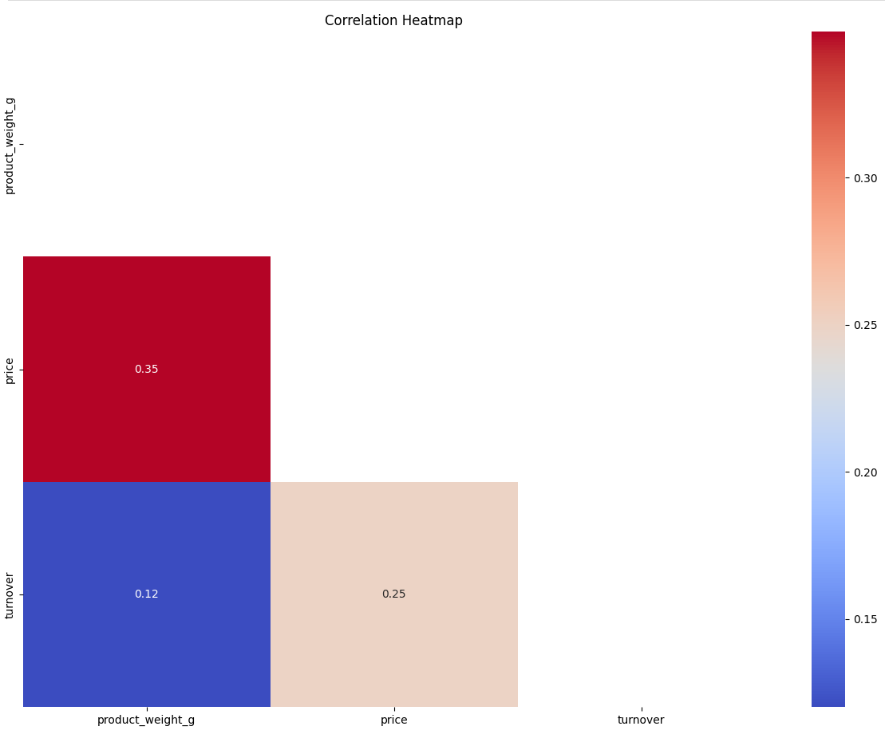 Correlation Heatmap
product_weight_g
price
turnover
0.35
0.12
0.25
product_weight_g
price
turnover
0.30
0.25
0.20
0.15